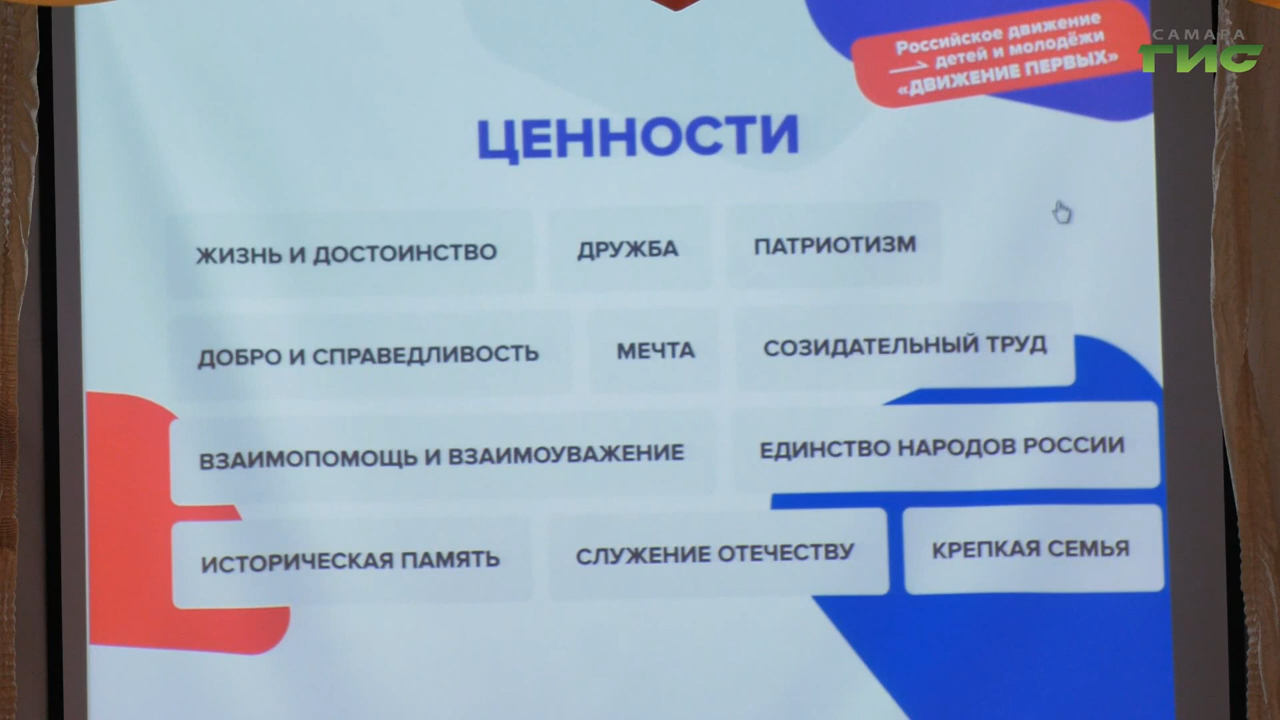 Российское движение
детей и молодёжи
«ДВИЖЕНИЕ ПЕРВЫХ»
САМАРА
ГИС
ЦЕННОСТИ
ЖИЗНЬ И ДОСТОИНСТВО
ДРУЖБА
ПАТРИОТИЗМ
ДОБРО И СПРАВЕДЛИВОСТЬ
МЕЧТА
СОЗИДАТЕЛЬНЫЙ ТРУД
ВЗАИМОПОМОЩЬ И ВЗАИМОУВАЖЕНИЕ
ЕДИНСТВО НАРОДОВ РОССИИ
ИСТОРИЧЕСКАЯ ПАМЯТЬ
СЛУЖЕНИЕ ОТЕЧЕСТВУ
КРЕПКАЯ СЕМЬЯ